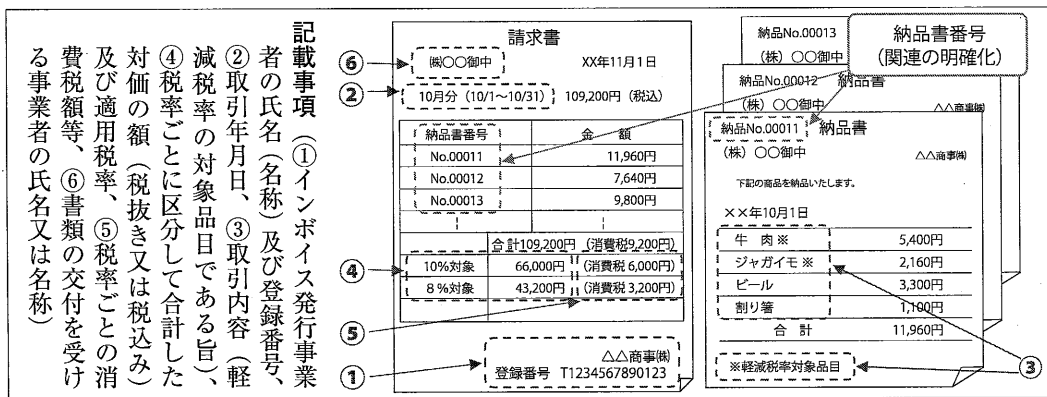 記載事項（①インボイス発行事業
者の氏名（名称）及び登録番号、
②取引年月日、③取引内容（軽
減税率の対象品目である旨）、
④税率ごとに区分して合計した
対価の額（税抜き又は税込み）
及び適用税率、⑤税率ごとの消
費税額等、⑥書類の交付を受け
る事業者の氏名又は名称）
請求書
⑥ ㈱〇〇御中 XX年11月1日
② 10月分（10/1～10/31） 109,200円（税込）
納品書番号 金 額
No.00011 11,960円
No.00012 7,640円
No.00013 9,800円
合計109,200円 （消費税9,200円）
④ 10%対象 66,000円 （消費税 6,000円）
8％対象 43,200円 （消費税 3,200円）
⑤
△△商事㈱
① 登録番号 T1234567890123
納品書番号
（関連の明確化）
納品No.00013
（株）〇〇御中
納品No.00012 納品書
（株）〇〇御中
△△商事㈱
納品No.00011 納品書
（株）〇〇御中 △△商事㈱
下記の商品を納品いたします。
××年10月1日
牛 肉※ 5,400円
ジャガイモ※ 2,160円
ビール 3,300円
割り箸 1,100円
合 計 11,960円
※軽減税率対象品目 ③